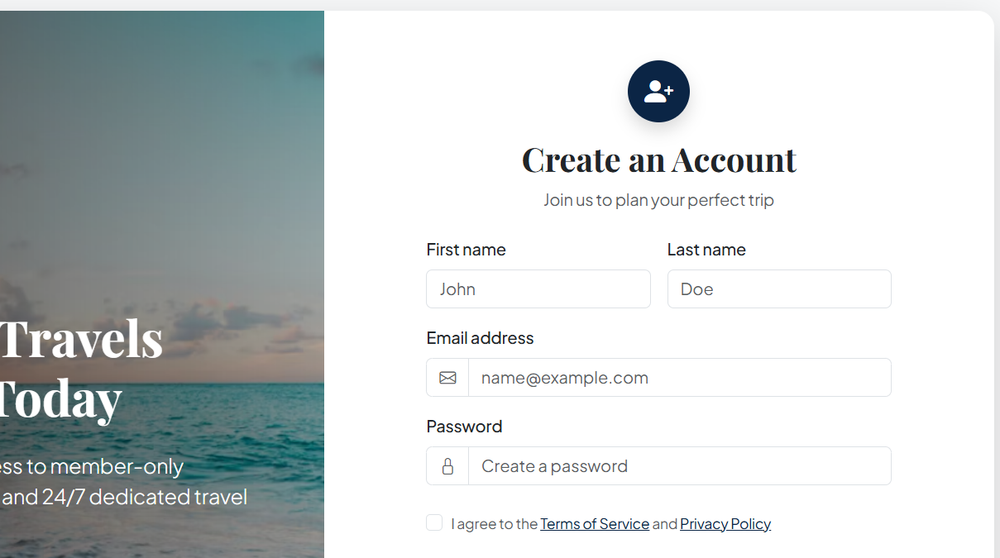 Travels
Today
to member-only
and 24/7 dedicated travel
Create an Account
Join us to plan your perfect trip
First name
Last name
John
Doe
Email address
name@example.com
Password
Create a password
I agree to the Terms of Service and Privacy Policy